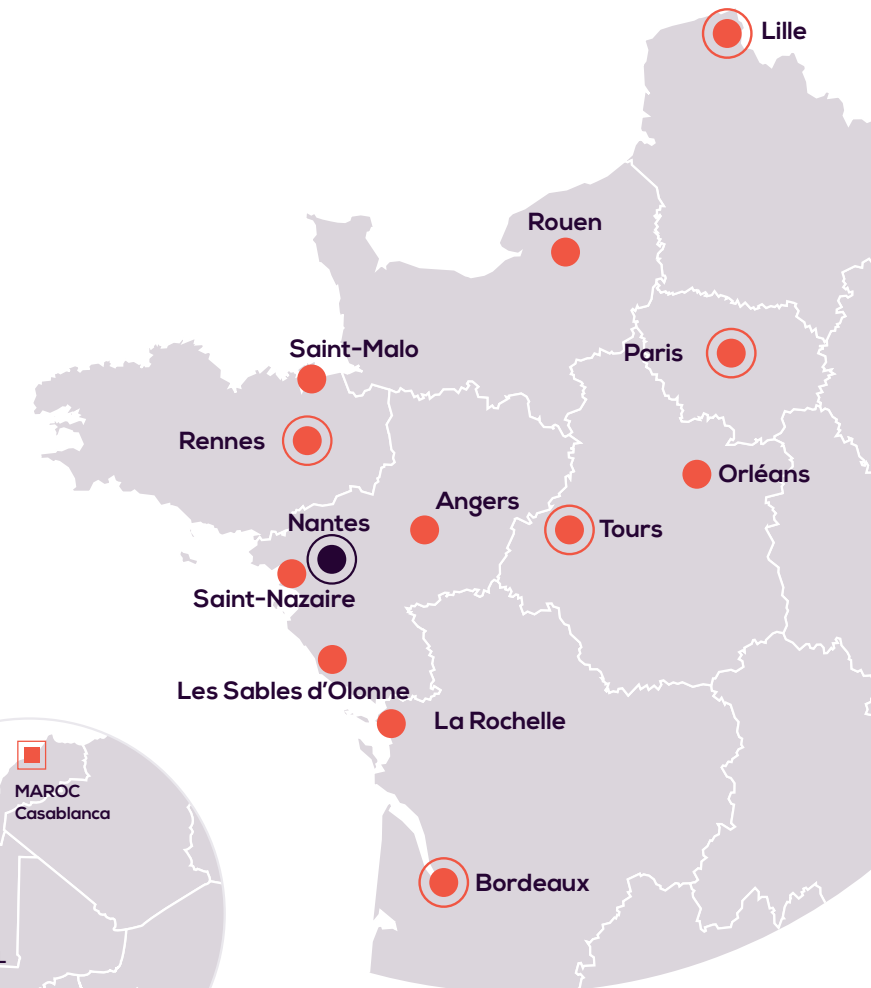 Lille
Rouen
Saint-Malo
Paris
Rennes
Orléans
Angers
Nantes
Tours
Saint-Nazaire
Les Sables d'Olonne
La Rochelle
MAROC
Casablanca
Bordeaux